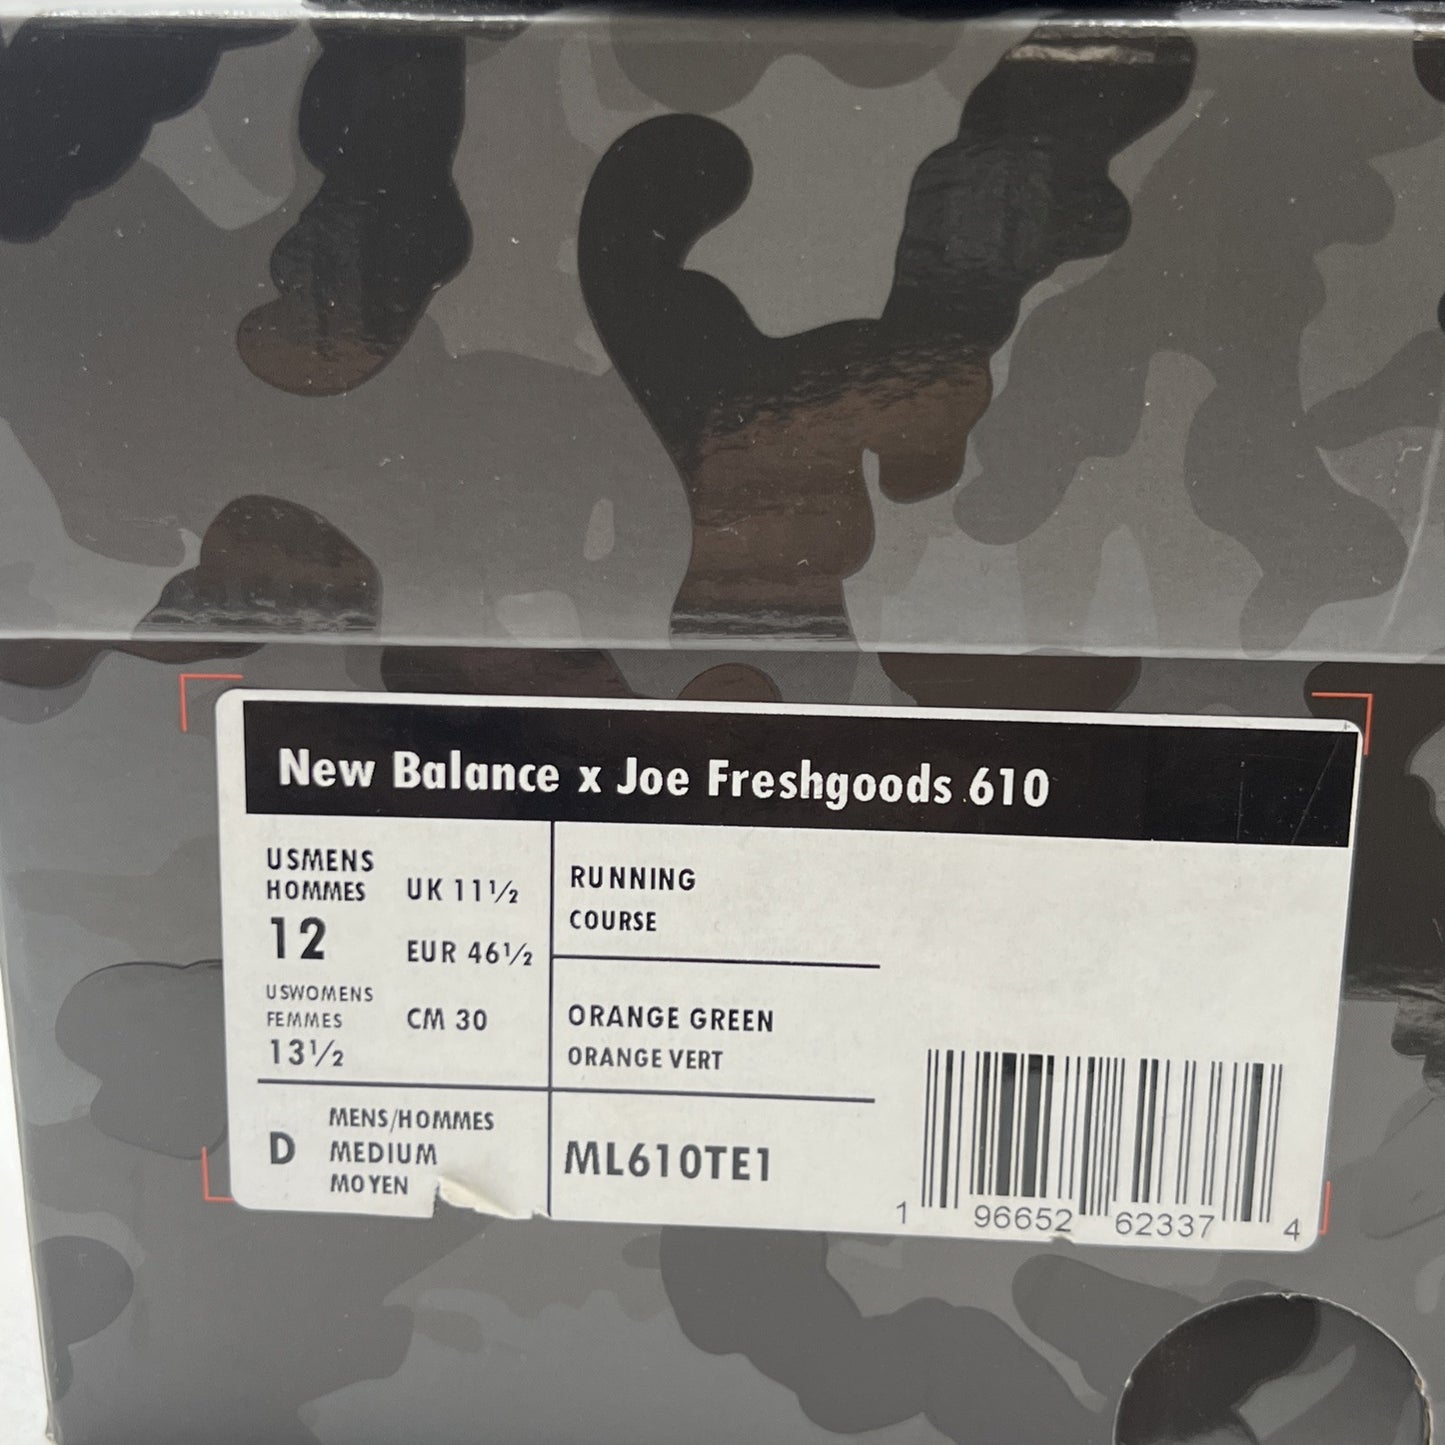 New Balance x Joe Freshgoods 610
USMENS
HOMMES
12
USWOMENS
FEMMES
13½
UK 11½
EUR 46½
CM 30
RUNNING
COURSE
ORANGE GREEN
ORANGE VERT
D
MENS/HOMMES
MEDIUM
MOYEN
ML610TE1
1 96652 62337 4